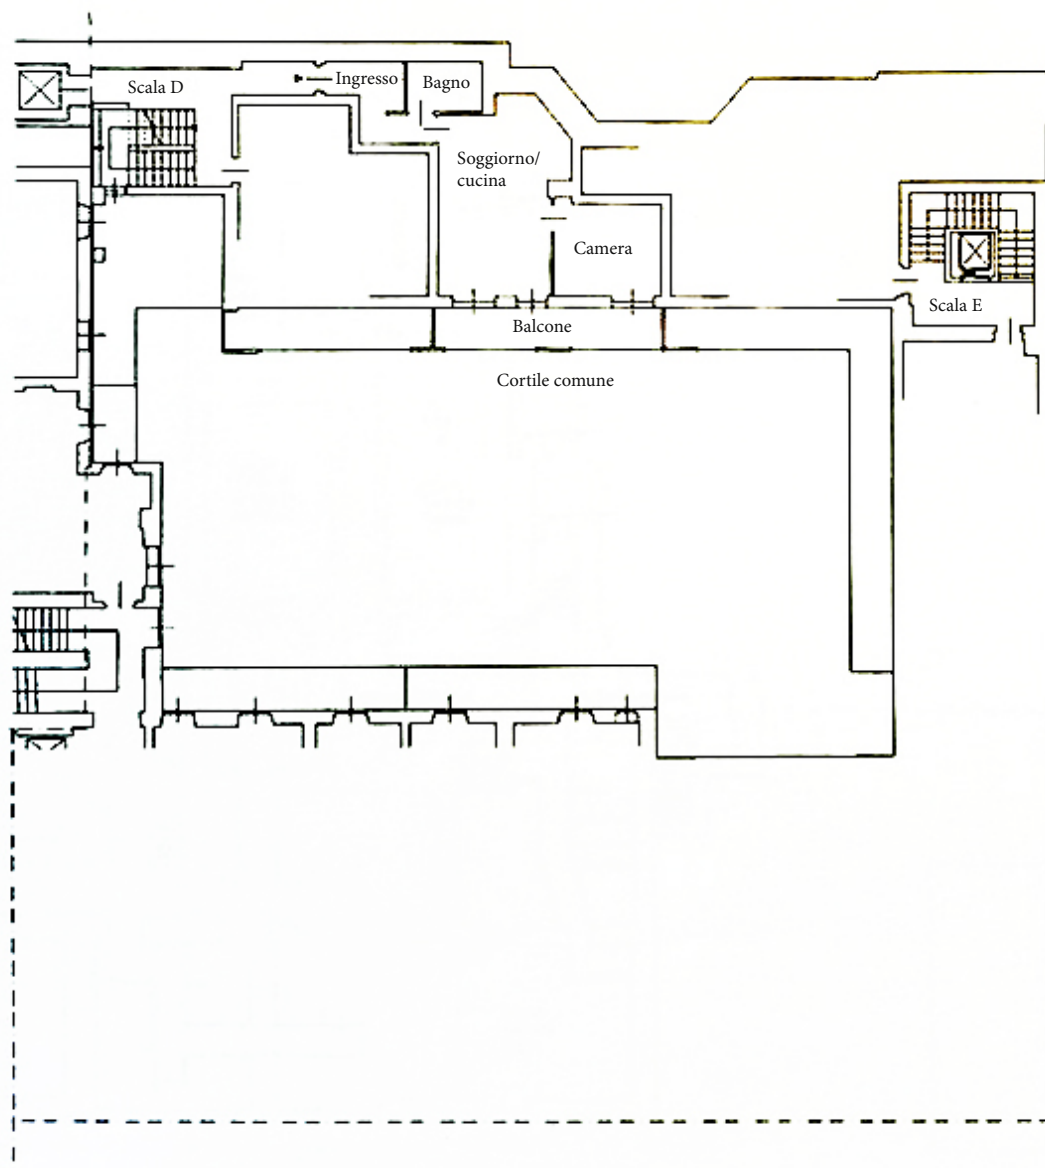 Scala D
Ingresso
Bagno
Soggiorno/
cucina
Camera
Scala E
Balcone
Cortile comune